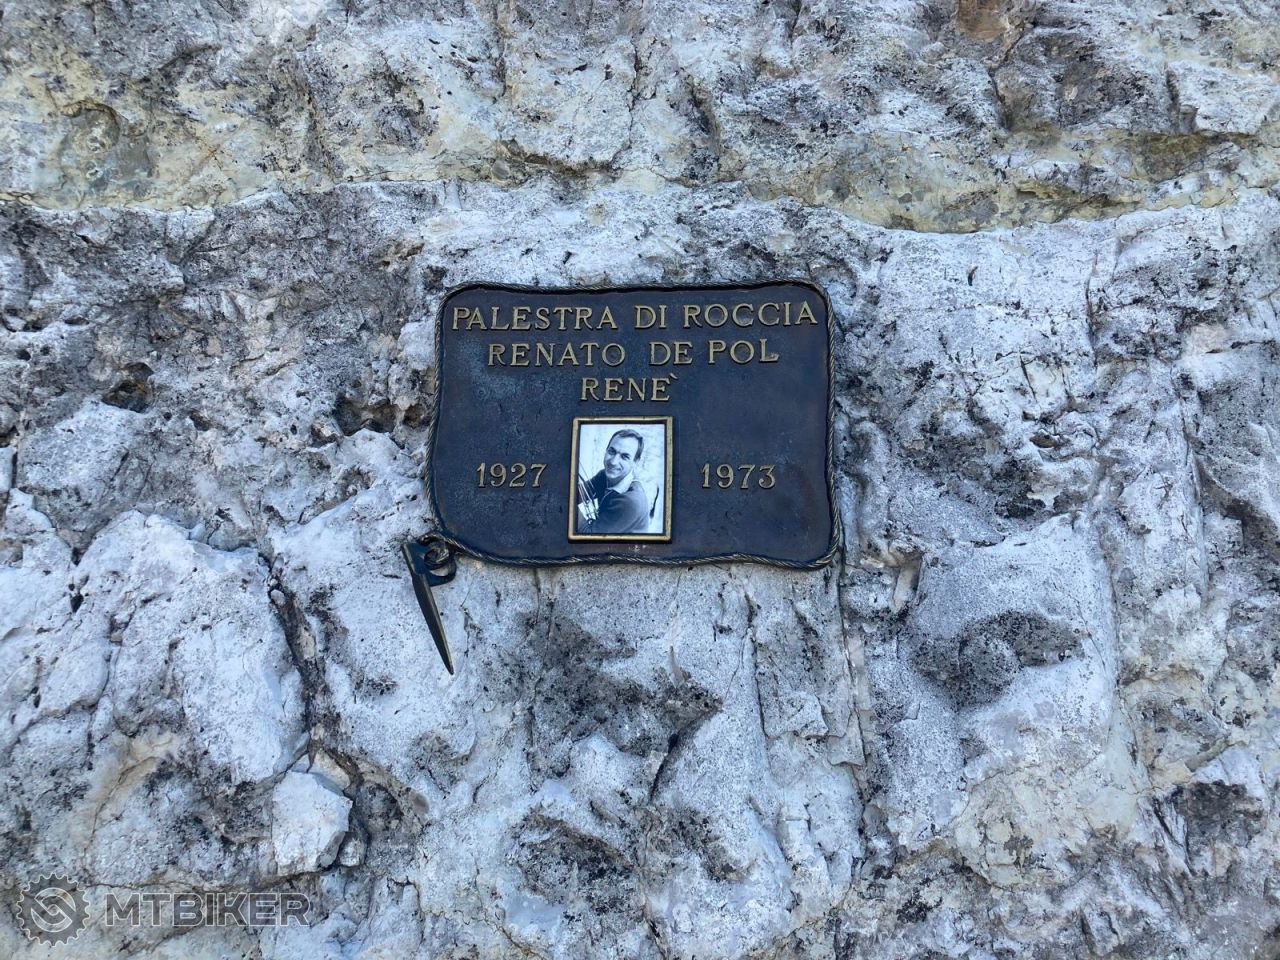 PALESTRA DI ROCCIA
RENATO DE POL
RENE`
1927 1973
MTBIKER